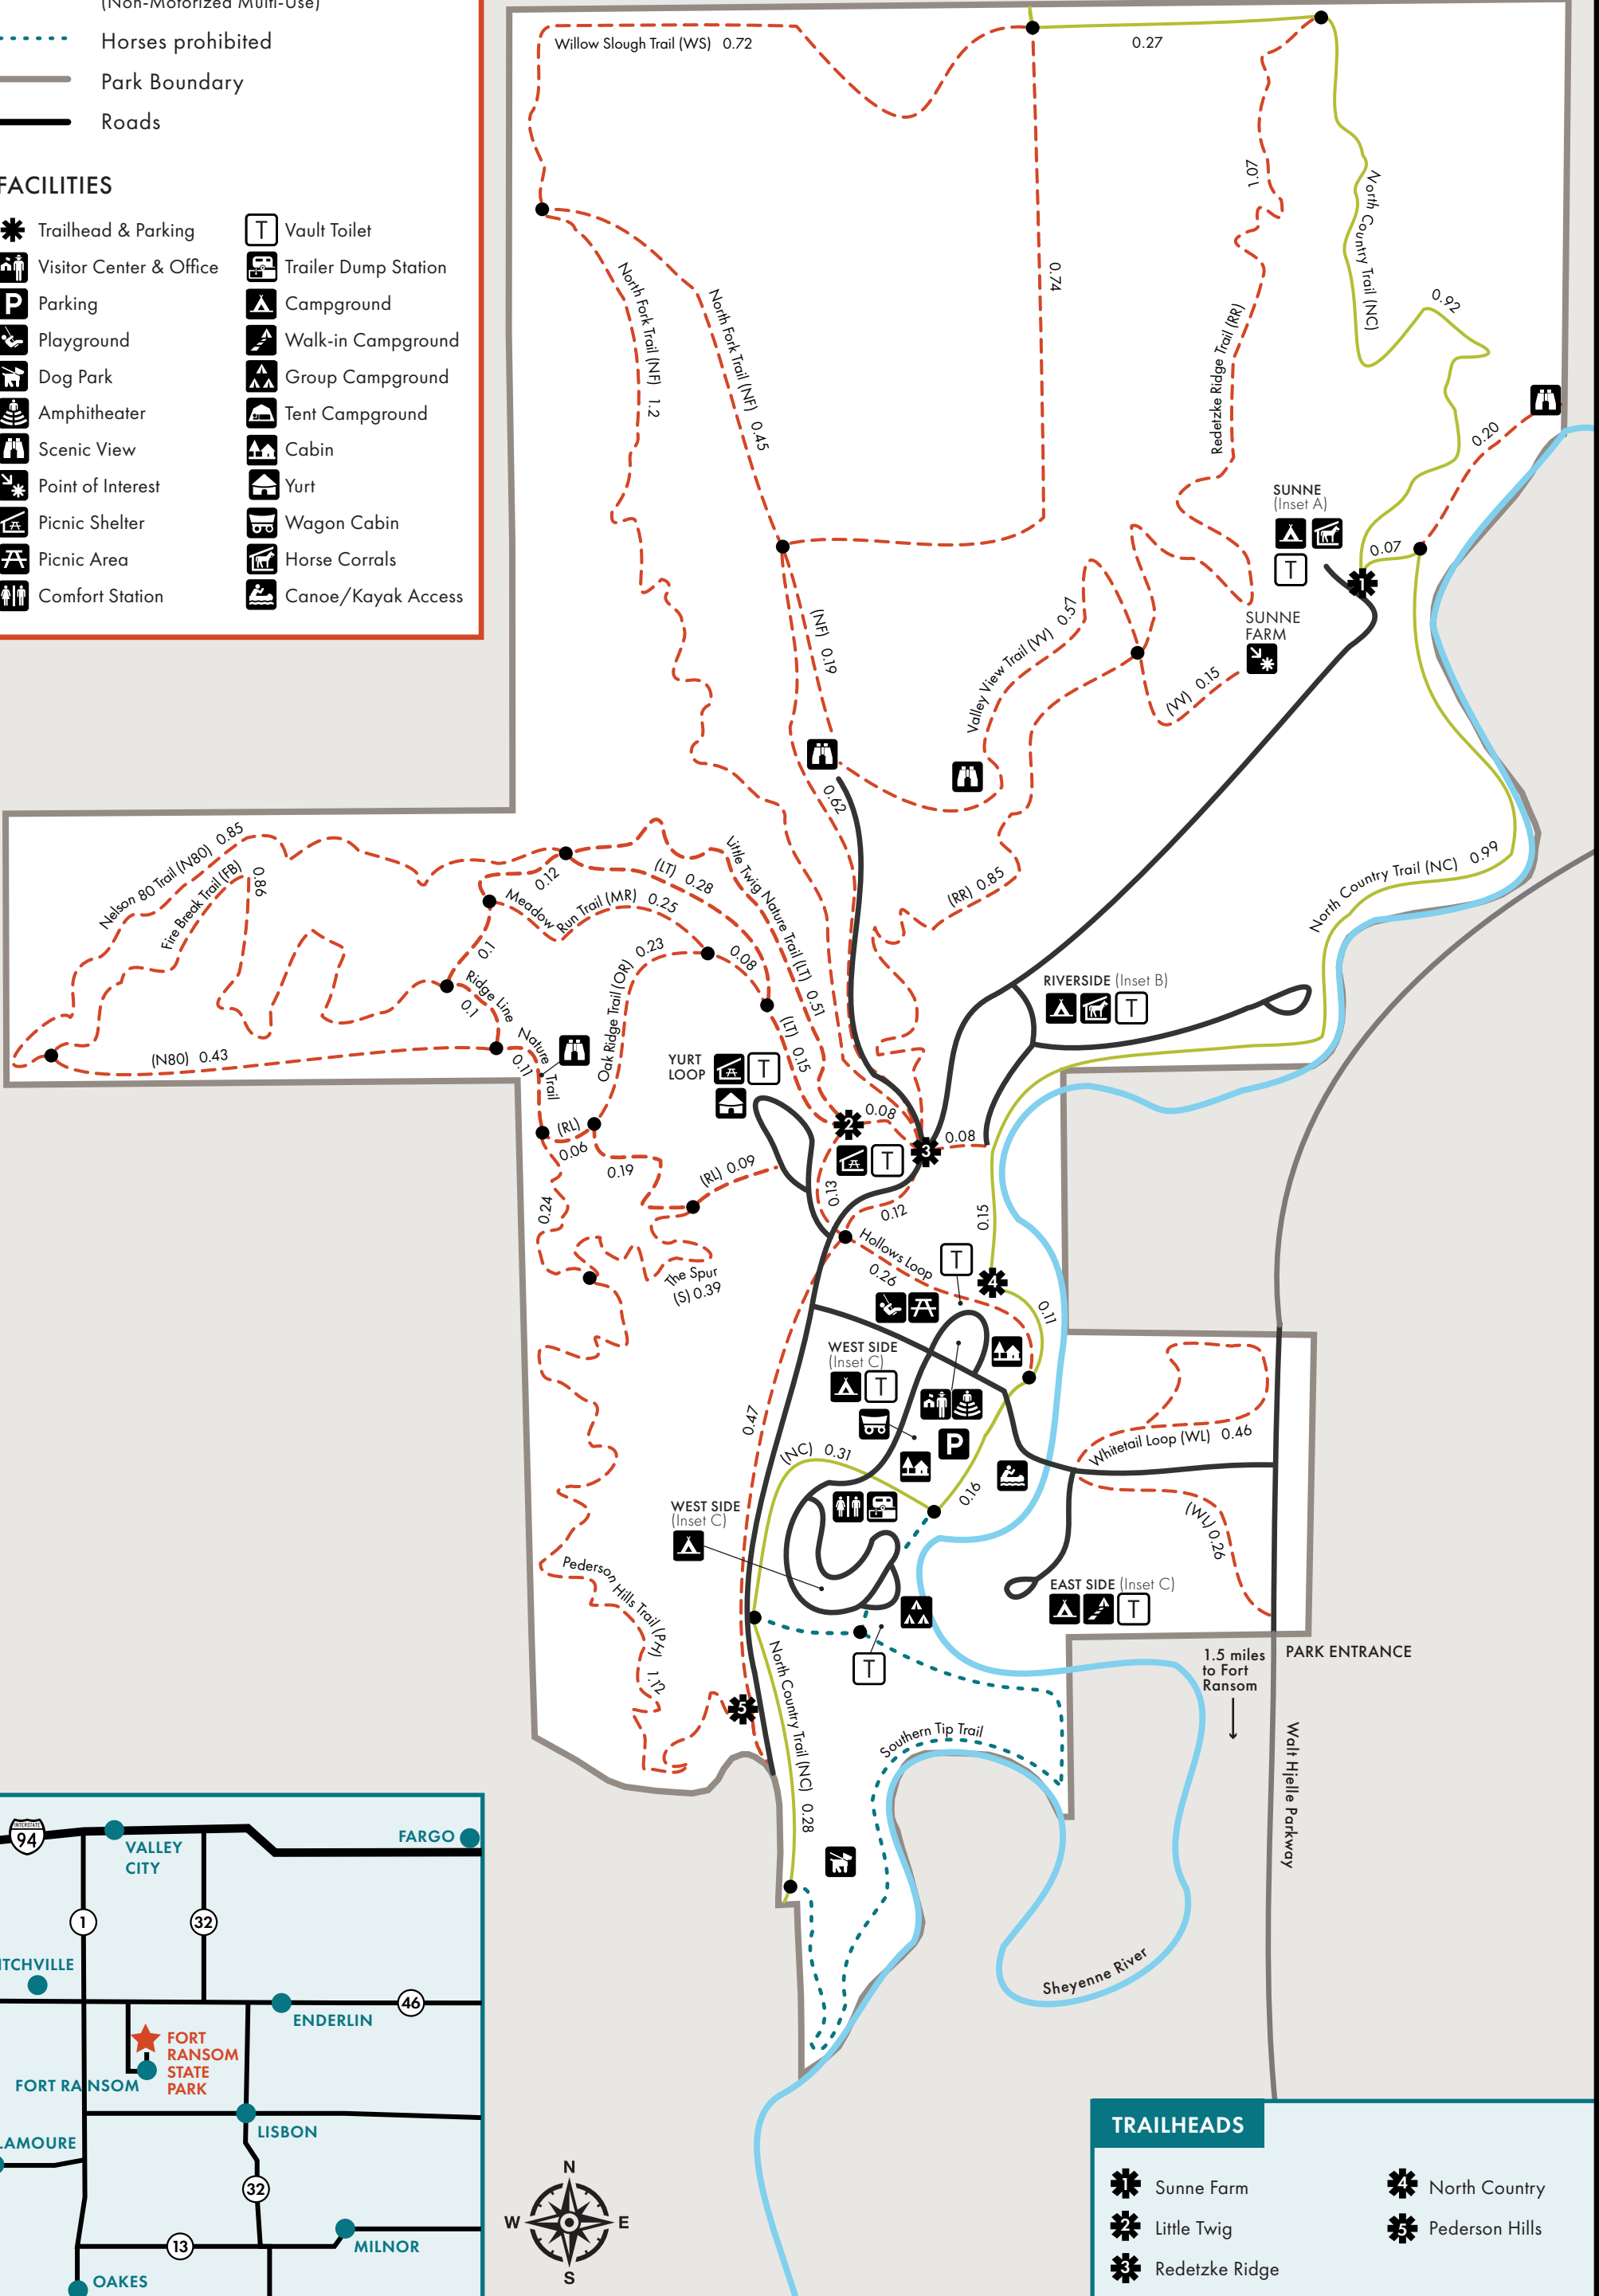 (Non-Motorized Multi-Use)
Horses prohibited
Park Boundary
Roads
FACILITIES
Trailhead & Parking
Visitor Center & Office
Parking
Playground
Dog Park
Amphitheater
Scenic View
Point of Interest
Picnic Shelter
Picnic Area
Comfort Station
T Vault Toilet
Trailer Dump Station
Campground
Walk-in Campground
Group Campground
Tent Campground
Cabin
Yurt
Wagon Cabin
Horse Corrals
Canoe/Kayak Access
P
Willow Slough Trail (WS) 0.72
0.27
1.07
North Country Trail (NC)
0.92
0.74
North Fork Trail (NF) 1.2
North Fork Trail (NF) 0.45
Redetzke Ridge Trail (RR)
0.20
SUNNE
(Inset A)
T
0.07
1
SUNNE
FARM
(NF) 0.19
Valley View Trail (VV) 0.57
(VV) 0.15
0.62
Nelson 80 Trail (N80) 0.85
Fire Break Trail (FB)
0.86
0.12
(LT) 0.28
Little Twig Nature Trail (LT) 0.51
Meadow Run Trail (MR) 0.25
(RR) 0.85
North Country Trail (NC) 0.99
0.1
Ridge Line Nature Trail
0.1
0.11
Oak Ridge Trail (OR) 0.23
0.08
(LT) 0.15
(N80) 0.43
RIVERSIDE (Inset B)
T
YURT
LOOP
T
2
0.08
3
0.08
T
(RL)
0.06
0.19
(RL) 0.09
0.13
0.12
0.15
0.24
The Spur
(S) 0.39
Hollows Loop
0.26
T
4
0.11
WEST SIDE
(Inset C)
T
P
0.47
(NC) 0.31
0.16
Whitetail Loop (WL) 0.46
(WL) 0.26
WEST SIDE
(Inset C)
EAST SIDE (Inset C)
T
Pederson Hills Trail (PH) 1.12
T
5
North Country Trail (NC) 0.28
Southern Tip Trail
PARK ENTRANCE
1.5 miles
to Fort
Ransom
Walt Hjelle Parkway
Sheyenne River
INTERSTATE
94
VALLEY
CITY
FARGO
1
32
ITCHVILLE
46
ENDERLIN
FORT
RANSOM
STATE
PARK
FORT RANSOM
LISBON
LAMOURE
32
13
MILNOR
OAKES
N
W
E
S
TRAILHEADS
1 Sunne Farm
2 Little Twig
3 Redetzke Ridge
4 North Country
5 Pederson Hills